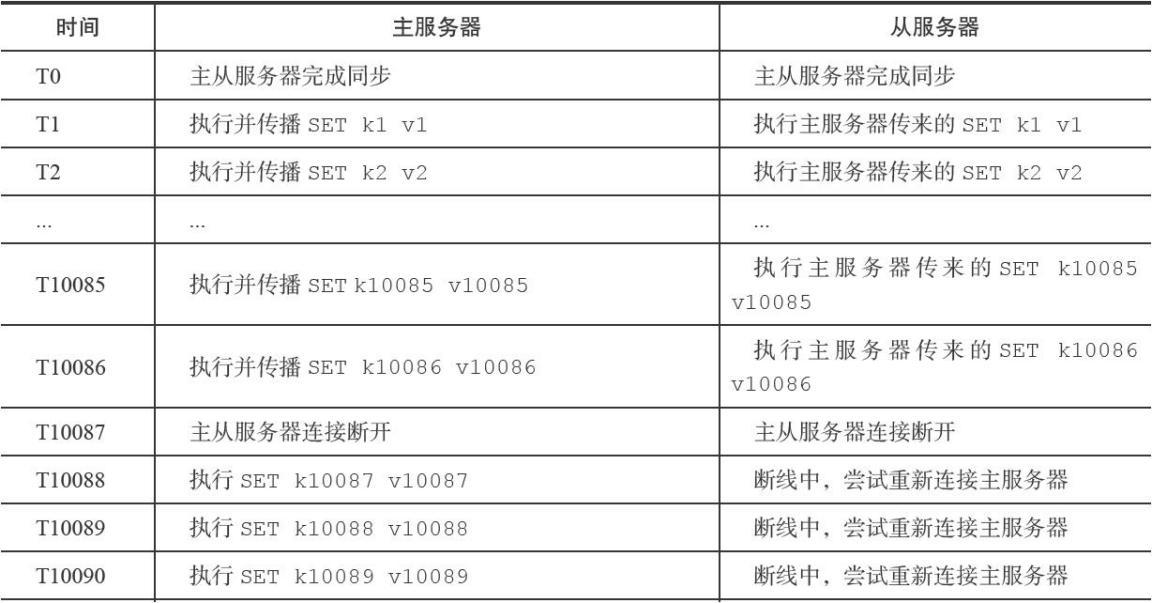 时间 主服务器 从服务器
T0 主从服务器完成同步 主从服务器完成同步
T1 执行并传播 SET k1 v1 执行主服务器传来的 SET k1 v1
T2 执行并传播 SET k2 v2 执行主服务器传来的 SET k2 v2
... ... ...
T10085 执行并传播 SET k10085 v10085 执行主服务器传来的 SET k10085
v10085
T10086 执行并传播 SET k10086 v10086 执行主服务器传来的 SET k10086
v10086
T10087 主从服务器连接断开 主从服务器连接断开
T10088 执行 SET k10087 v10087 断线中，尝试重新连接主服务器
T10089 执行 SET k10088 v10088 断线中，尝试重新连接主服务器
T10090 执行 SET k10089 v10089 断线中，尝试重新连接主服务器